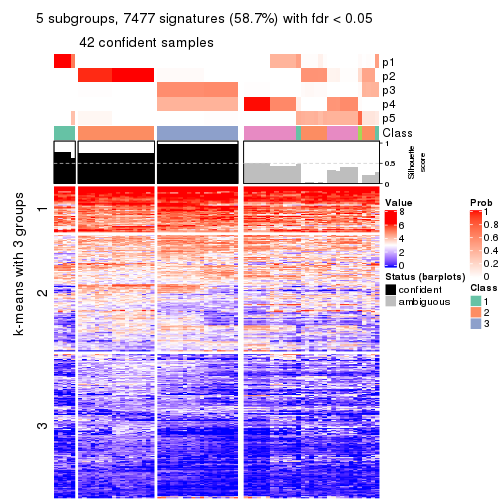 5 subgroups, 7477 signatures (58.7%) with fdr < 0.05
42 confident samples
p1
p2
p3
p4
p5
Class
1
0.5
0
Silhouette
score
k-means with 3 groups
1
2
3
Value
8
6
4
2
0
Status (barplots)
confident
ambiguous
Prob
1
0.8
0.6
0.4
0.2
0
Class
1
2
3